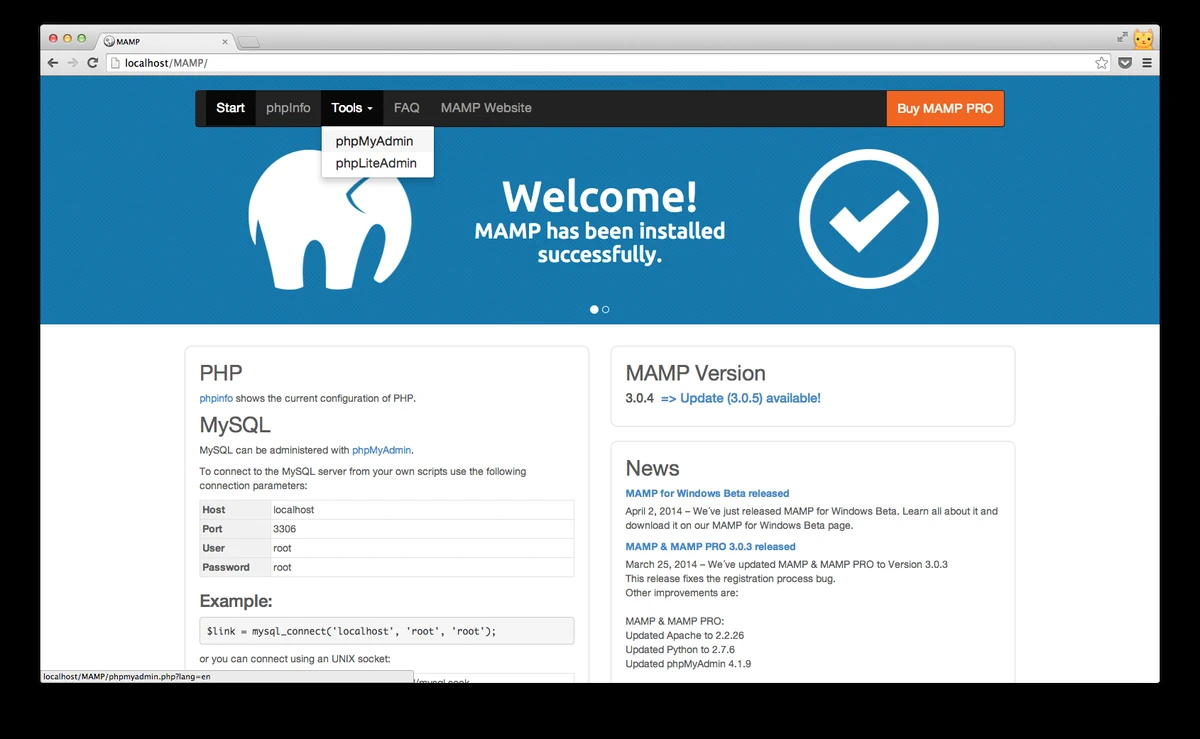 MAMP
localhost/MAMP/
Start phpInfo Tools FAQ MAMP Website Buy MAMP PRO
phpMyAdmin
phpLiteAdmin
Welcome!
MAMP has been installed
successfully.
PHP
phpinfo shows the current configuration of PHP.
MySQL
MySQL can be administered with phpMyAdmin.
To connect to the MySQL server from your own scripts use the following
connection parameters:
Host localhost
Port 3306
User root
Password root
Example:
$link = mysql_connect('localhost', 'root', 'root');
or you can connect using an UNIX socket:
MAMP Version
3.0.4 => Update (3.0.5) available!
News
MAMP for Windows Beta released
April 2, 2014 – We´ve just released MAMP for Windows Beta. Learn all about it and
download it on our MAMP for Windows Beta page.
MAMP & MAMP PRO 3.0.3 released
March 25, 2014 – We´ve updated MAMP & MAMP PRO to Version 3.0.3
This release fixes the registration process bug.
Other improvements are:
MAMP & MAMP PRO:
Updated Apache to 2.2.26
Updated Python to 2.7.6
Updated phpMyAdmin 4.1.9
localhost/MAMP/phpmyadmin.php?lang=en